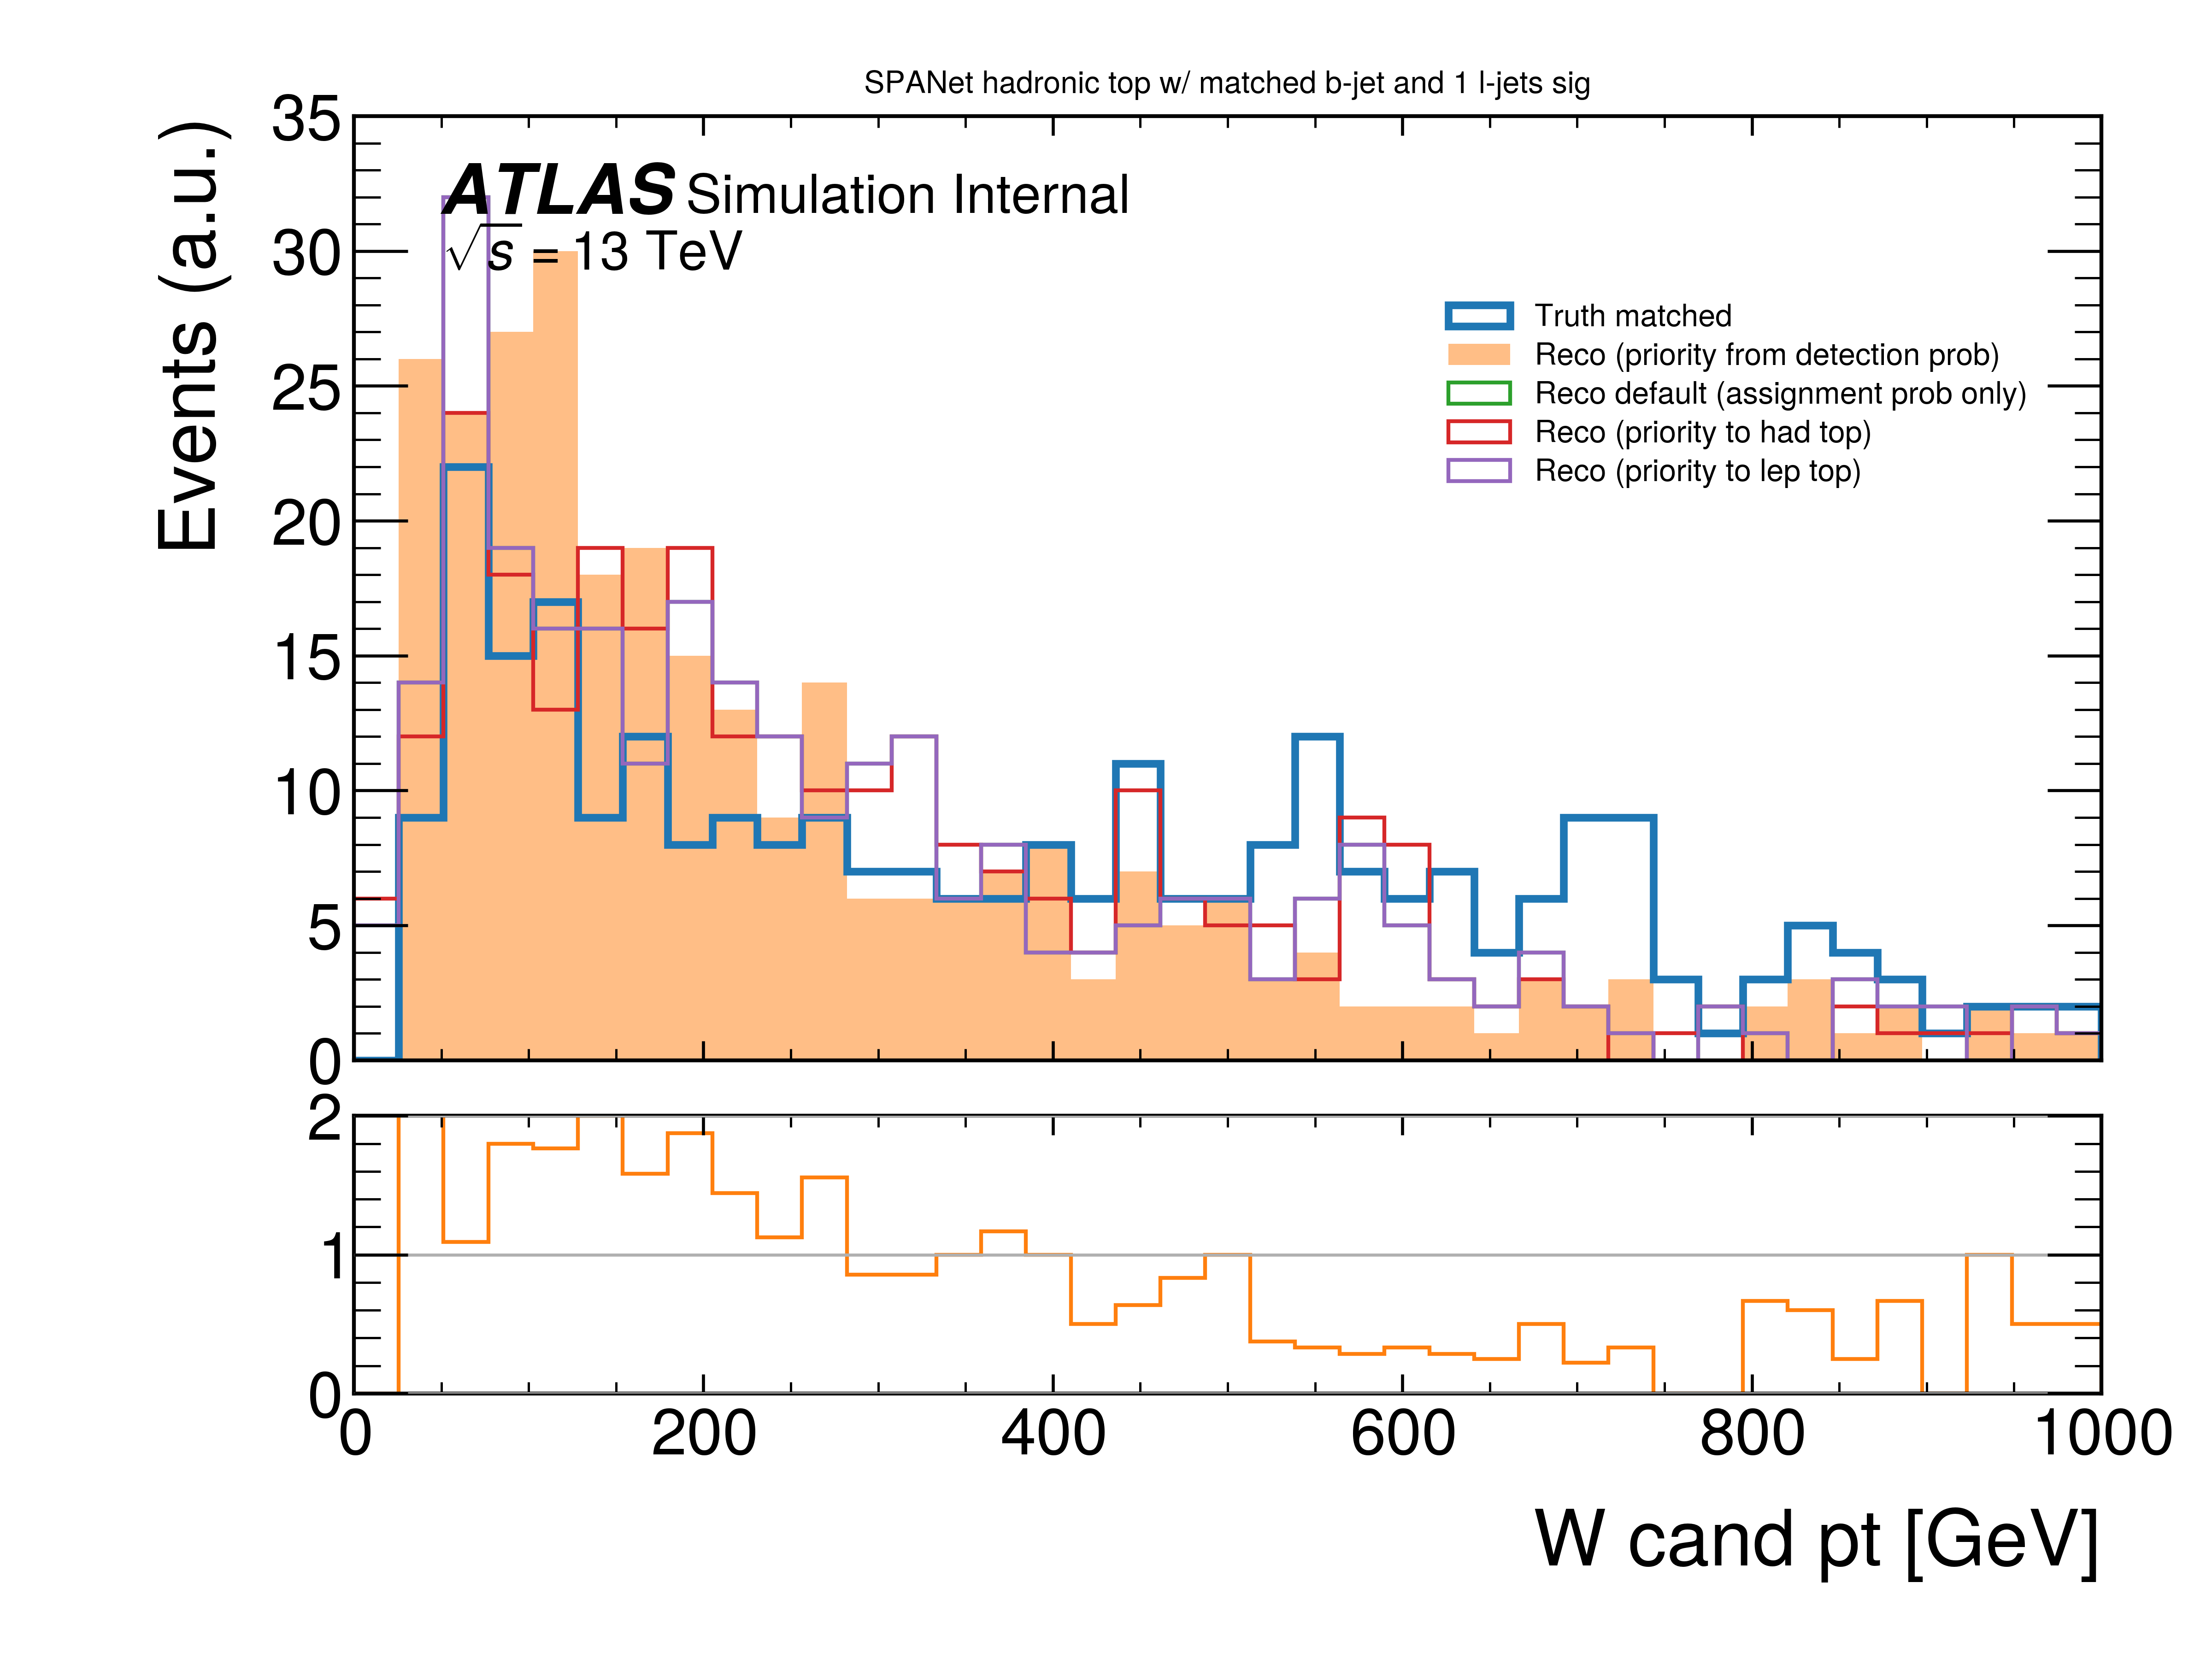 SPANet hadronic top w/ matched b-jet and 1 l-jets sig
35
ATLAS Simulation Internal
√s = 13 TeV
30
Events (a.u.)
Truth matched
Reco (priority from detection prob)
25
Reco default (assignment prob only)
Reco (priority to had top)
Reco (priority to lep top)
20
15
10
5
0
2
1
0
0 200 400 600 800 1000
W cand pt [GeV]